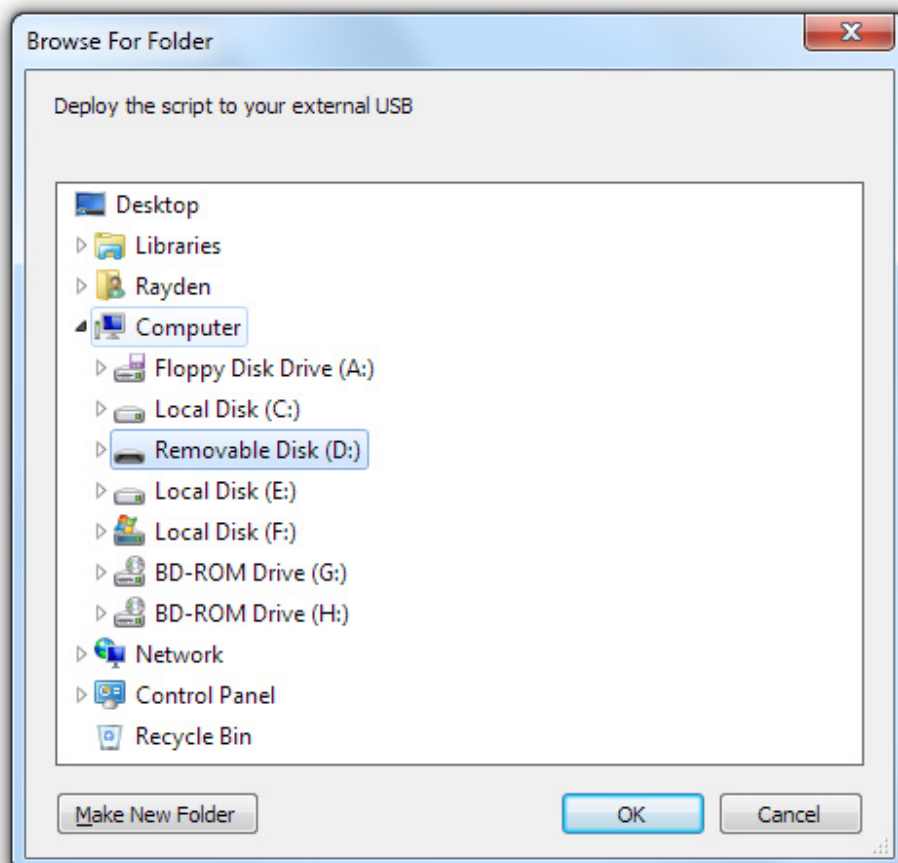 Browse For Folder
Deploy the script to your external USB
Desktop
Libraries
Rayden
Computer
Floppy Disk Drive (A:)
Local Disk (C:)
Removable Disk (D:)
Local Disk (E:)
Local Disk (F:)
BD-ROM Drive (G:)
BD-ROM Drive (H:)
Network
Control Panel
Recycle Bin
Make New Folder OK Cancel